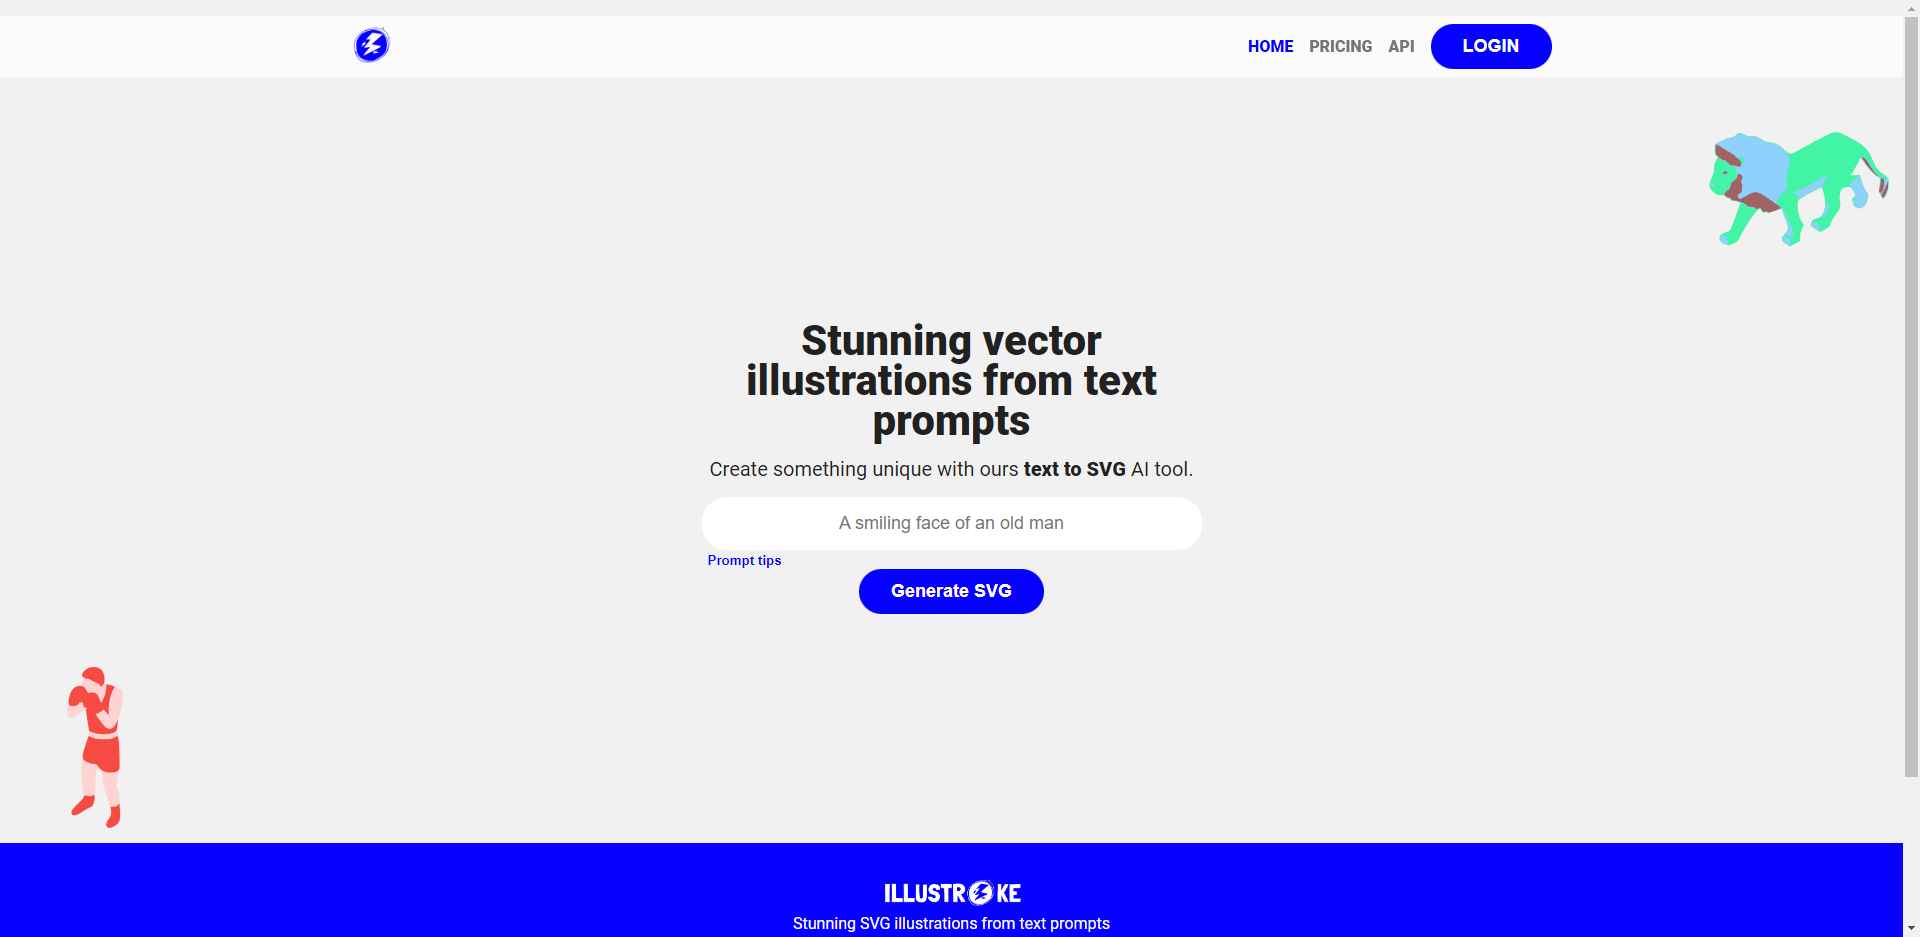 HOME PRICING API LOGIN
Stunning vector
illustrations from text
prompts
Create something unique with ours text to SVG AI tool.
A smiling face of an old man
Prompt tips
Generate SVG
ILLUSTROKE
Stunning SVG illustrations from text prompts